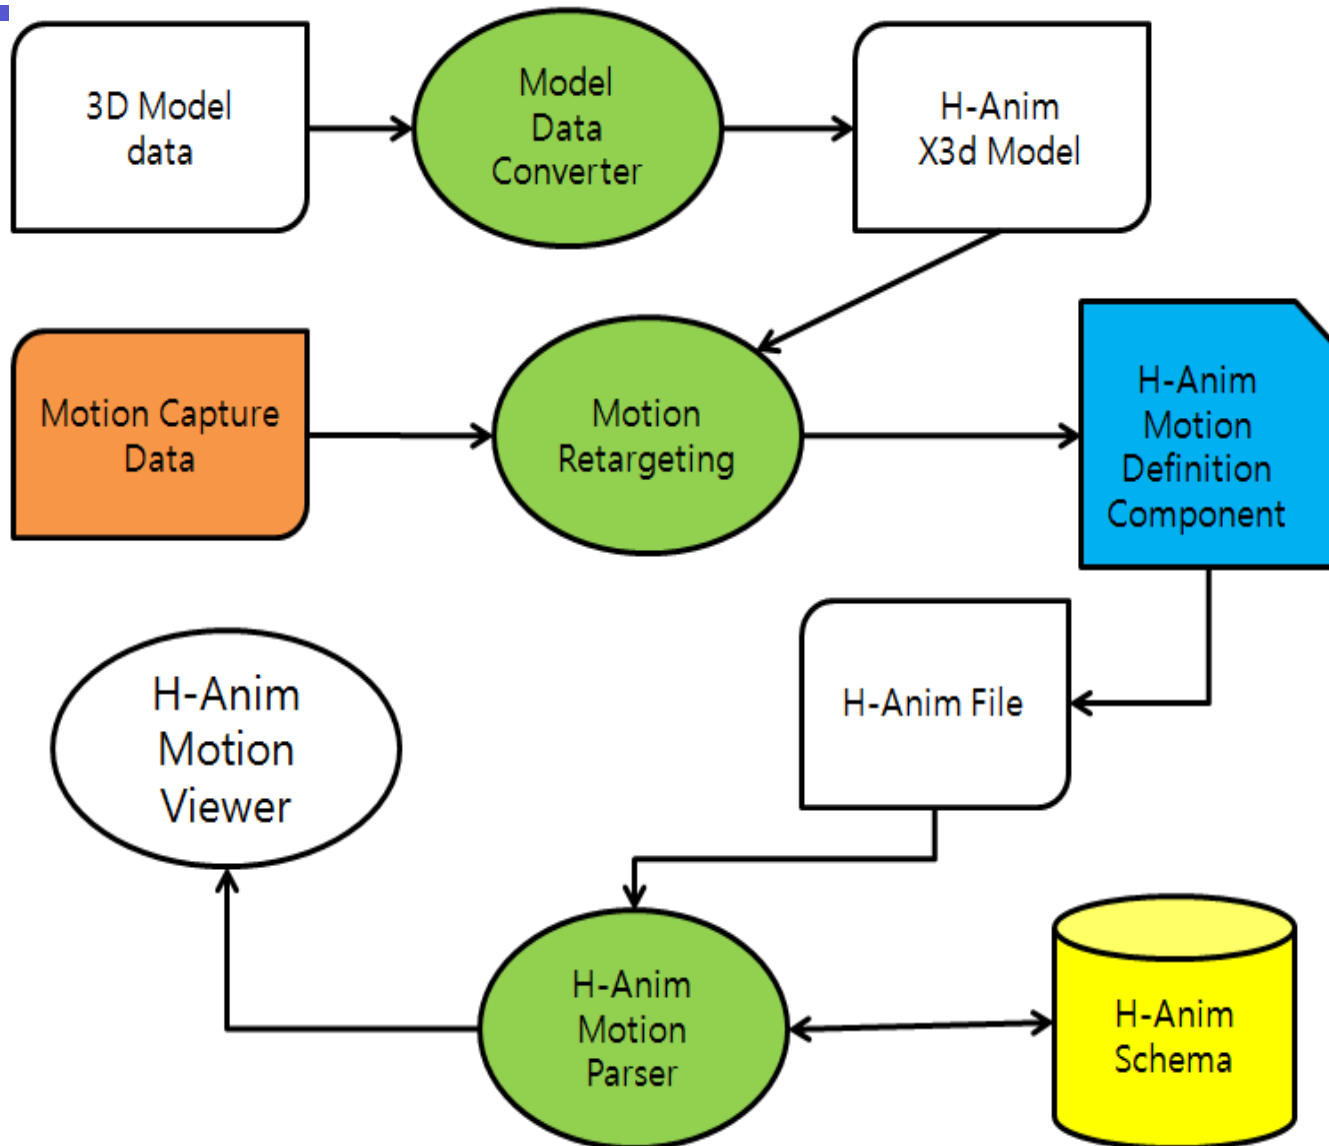 3D Model
data
Model
Data
Converter
H-Anim
X3d Model
Motion Capture
Data
Motion
Retargeting
H-Anim
Motion
Definition
Component
H-Anim File
H-Anim
Motion
Viewer
H-Anim
Motion
Parser
H-Anim
Schema